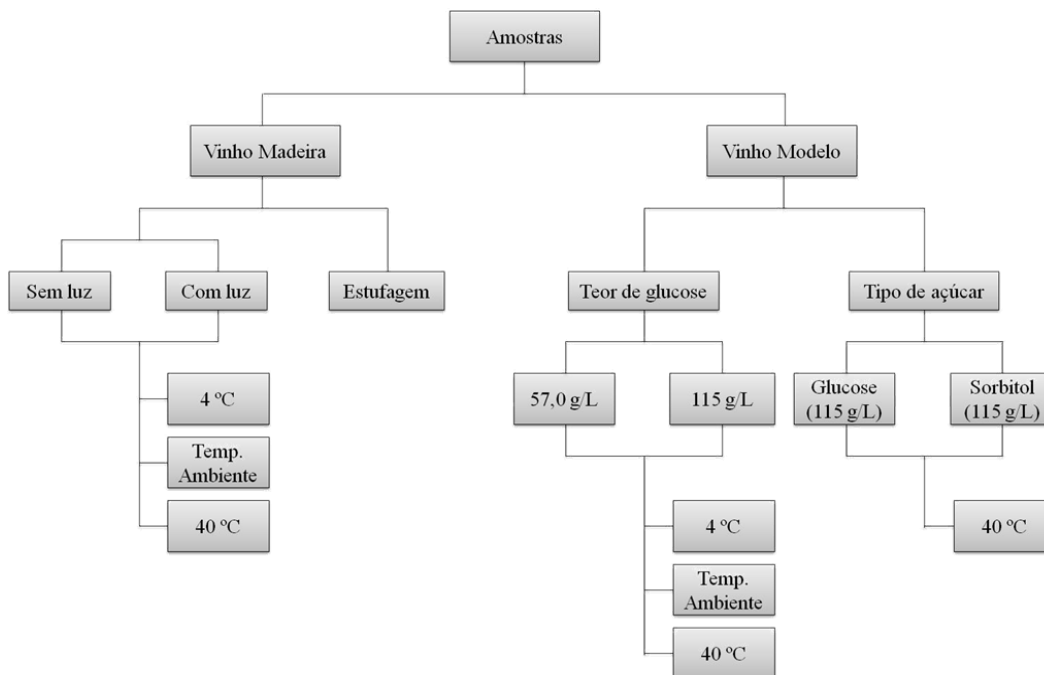 Amostras
Vinho Madeira
Vinho Modelo
Sem luz
Com luz
Estufagem
Teor de glucose
Tipo de açúcar
4 ºC
Temp.
Ambiente
40 ºC
57,0 g/L
115 g/L
Glucose
(115 g/L)
Sorbitol
(115 g/L)
4 ºC
Temp.
Ambiente
40 ºC
40 ºC